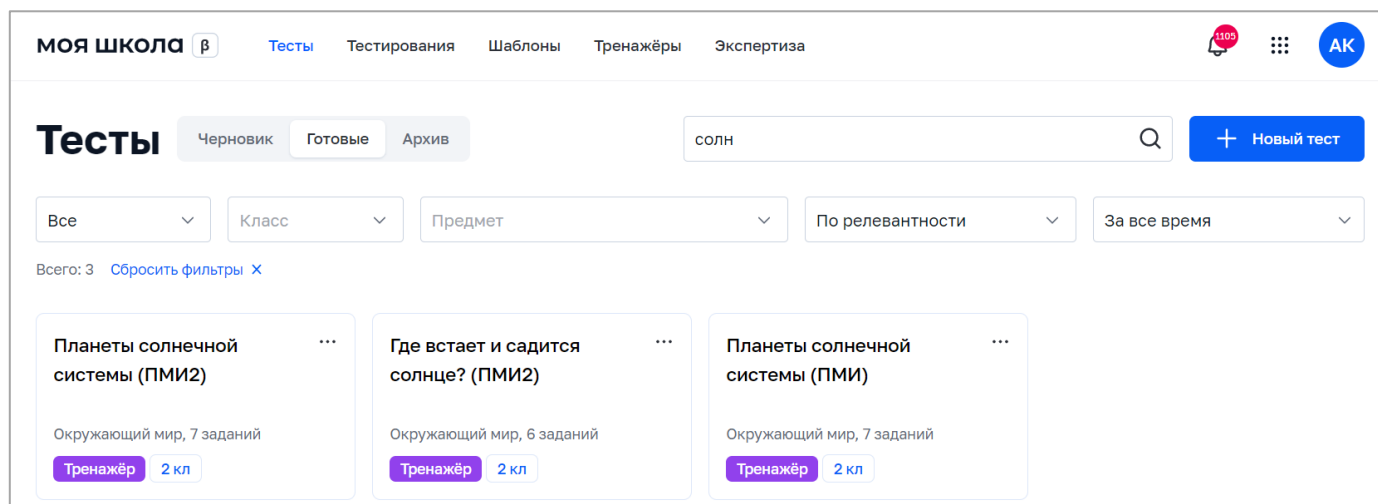 МОЯ ШКОЛА β Тесты Тестирования Шаблоны Тренажёры Экспертиза 1105 АК
Тесты Черновик Готовые Архив солн Новый тест
Все Класс Предмет По релевантности За все время
Всего: 3 Сбросить фильтры
Планеты солнечной
системы (ПМИ2)
Окружающий мир, 7 заданий
Тренажёр 2 кл
Где встает и садится
солнце? (ПМИ2)
Окружающий мир, 6 заданий
Тренажёр 2 кл
Планеты солнечной
системы (ПМИ)
Окружающий мир, 7 заданий
Тренажёр 2 кл